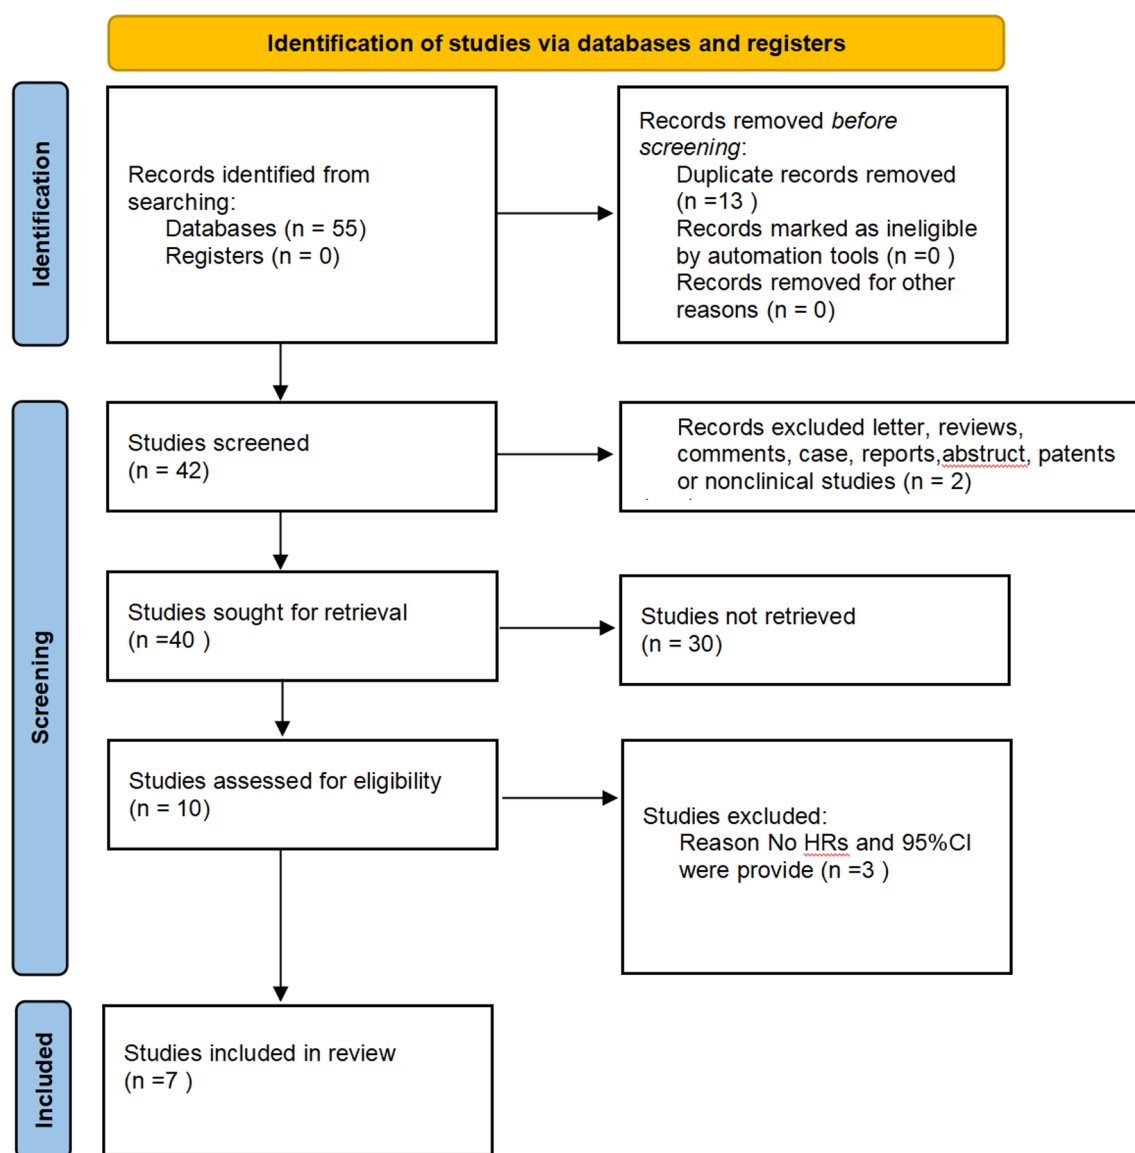 Identification of studies via databases and registers
Identification
Records identified from
searching:
Databases (n = 55)
Registers (n = 0)
Records removed before
screening:
Duplicate records removed
(n =13 )
Records marked as ineligible
by automation tools (n =0 )
Records removed for other
reasons (n = 0)
Screening
Studies screened
(n = 42)
Records excluded letter, reviews,
comments, case, reports,abstruct, patents
or nonclinical studies (n = 2)
Studies sought for retrieval
(n =40 )
Studies not retrieved
(n = 30)
Studies assessed for eligibility
(n = 10)
Studies excluded:
Reason No HRs and 95%CI
were provide (n =3 )
Included
Studies included in review
(n =7 )